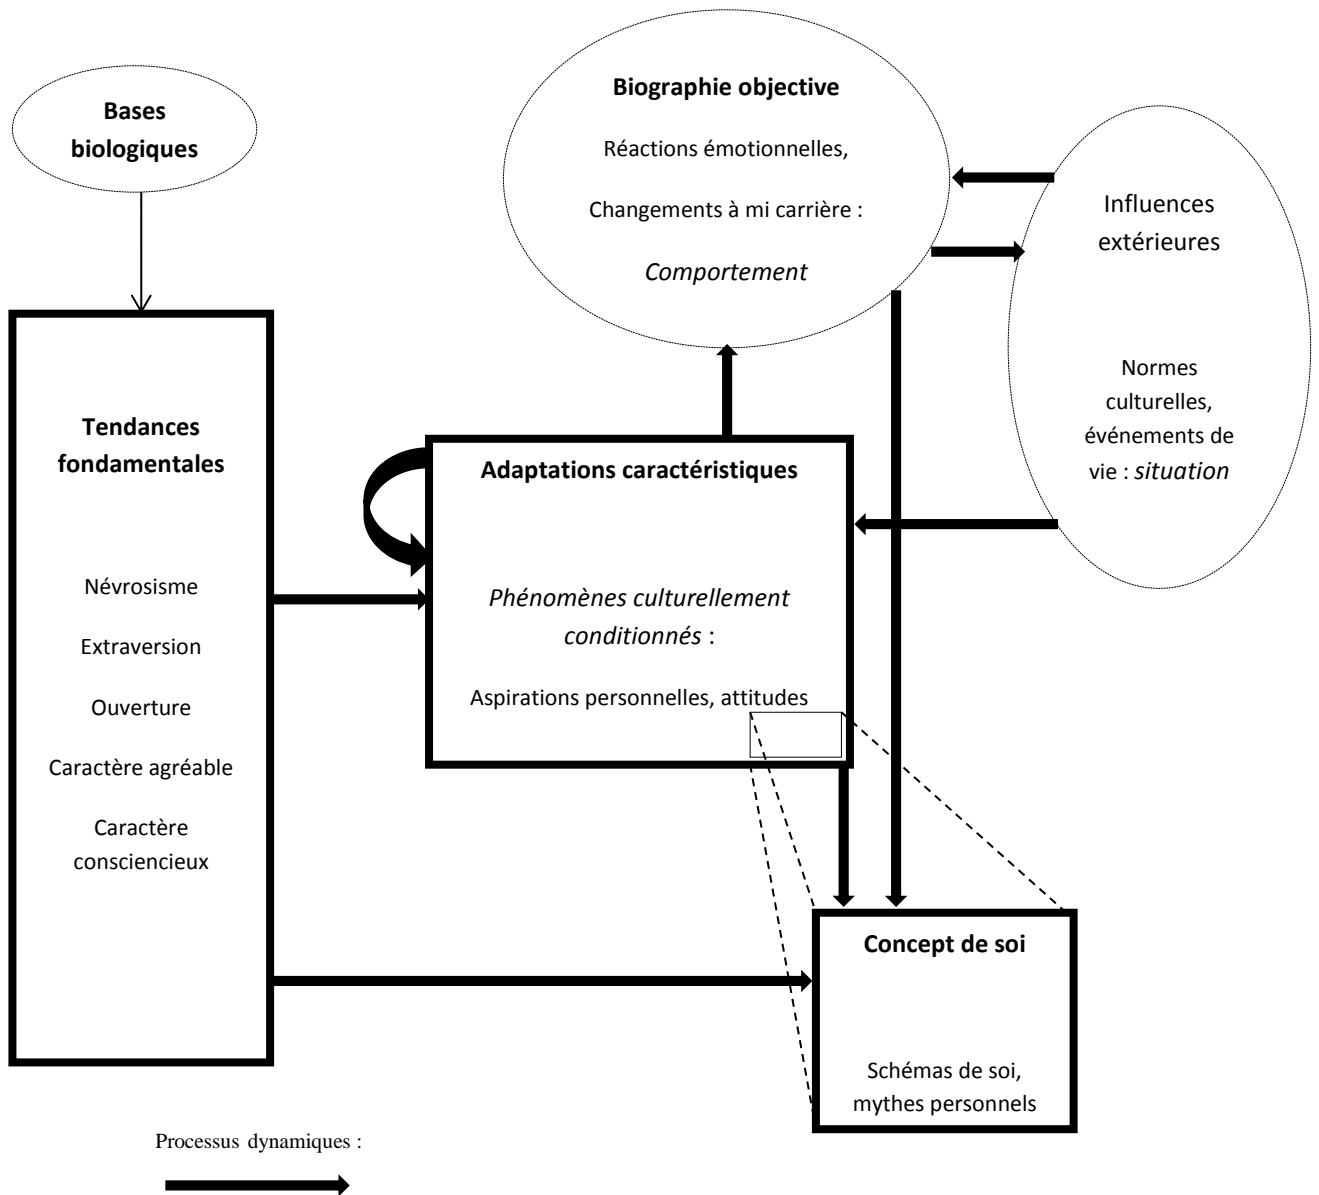 Bases
biologiques
Biographie objective
Réactions émotionnelles,
Changements à mi carrière :
Comportement
Influences
extérieures
Normes
culturelles,
événements de
vie : situation
Tendances
fondamentales
Névrosisme
Extraversion
Ouverture
Caractère agréable
Caractère
consciencieux
Adaptations caractéristiques
Phénomènes culturellement
conditionnés :
Aspirations personnelles, attitudes
Concept de soi
Schémas de soi,
mythes personnels
Processus dynamiques :